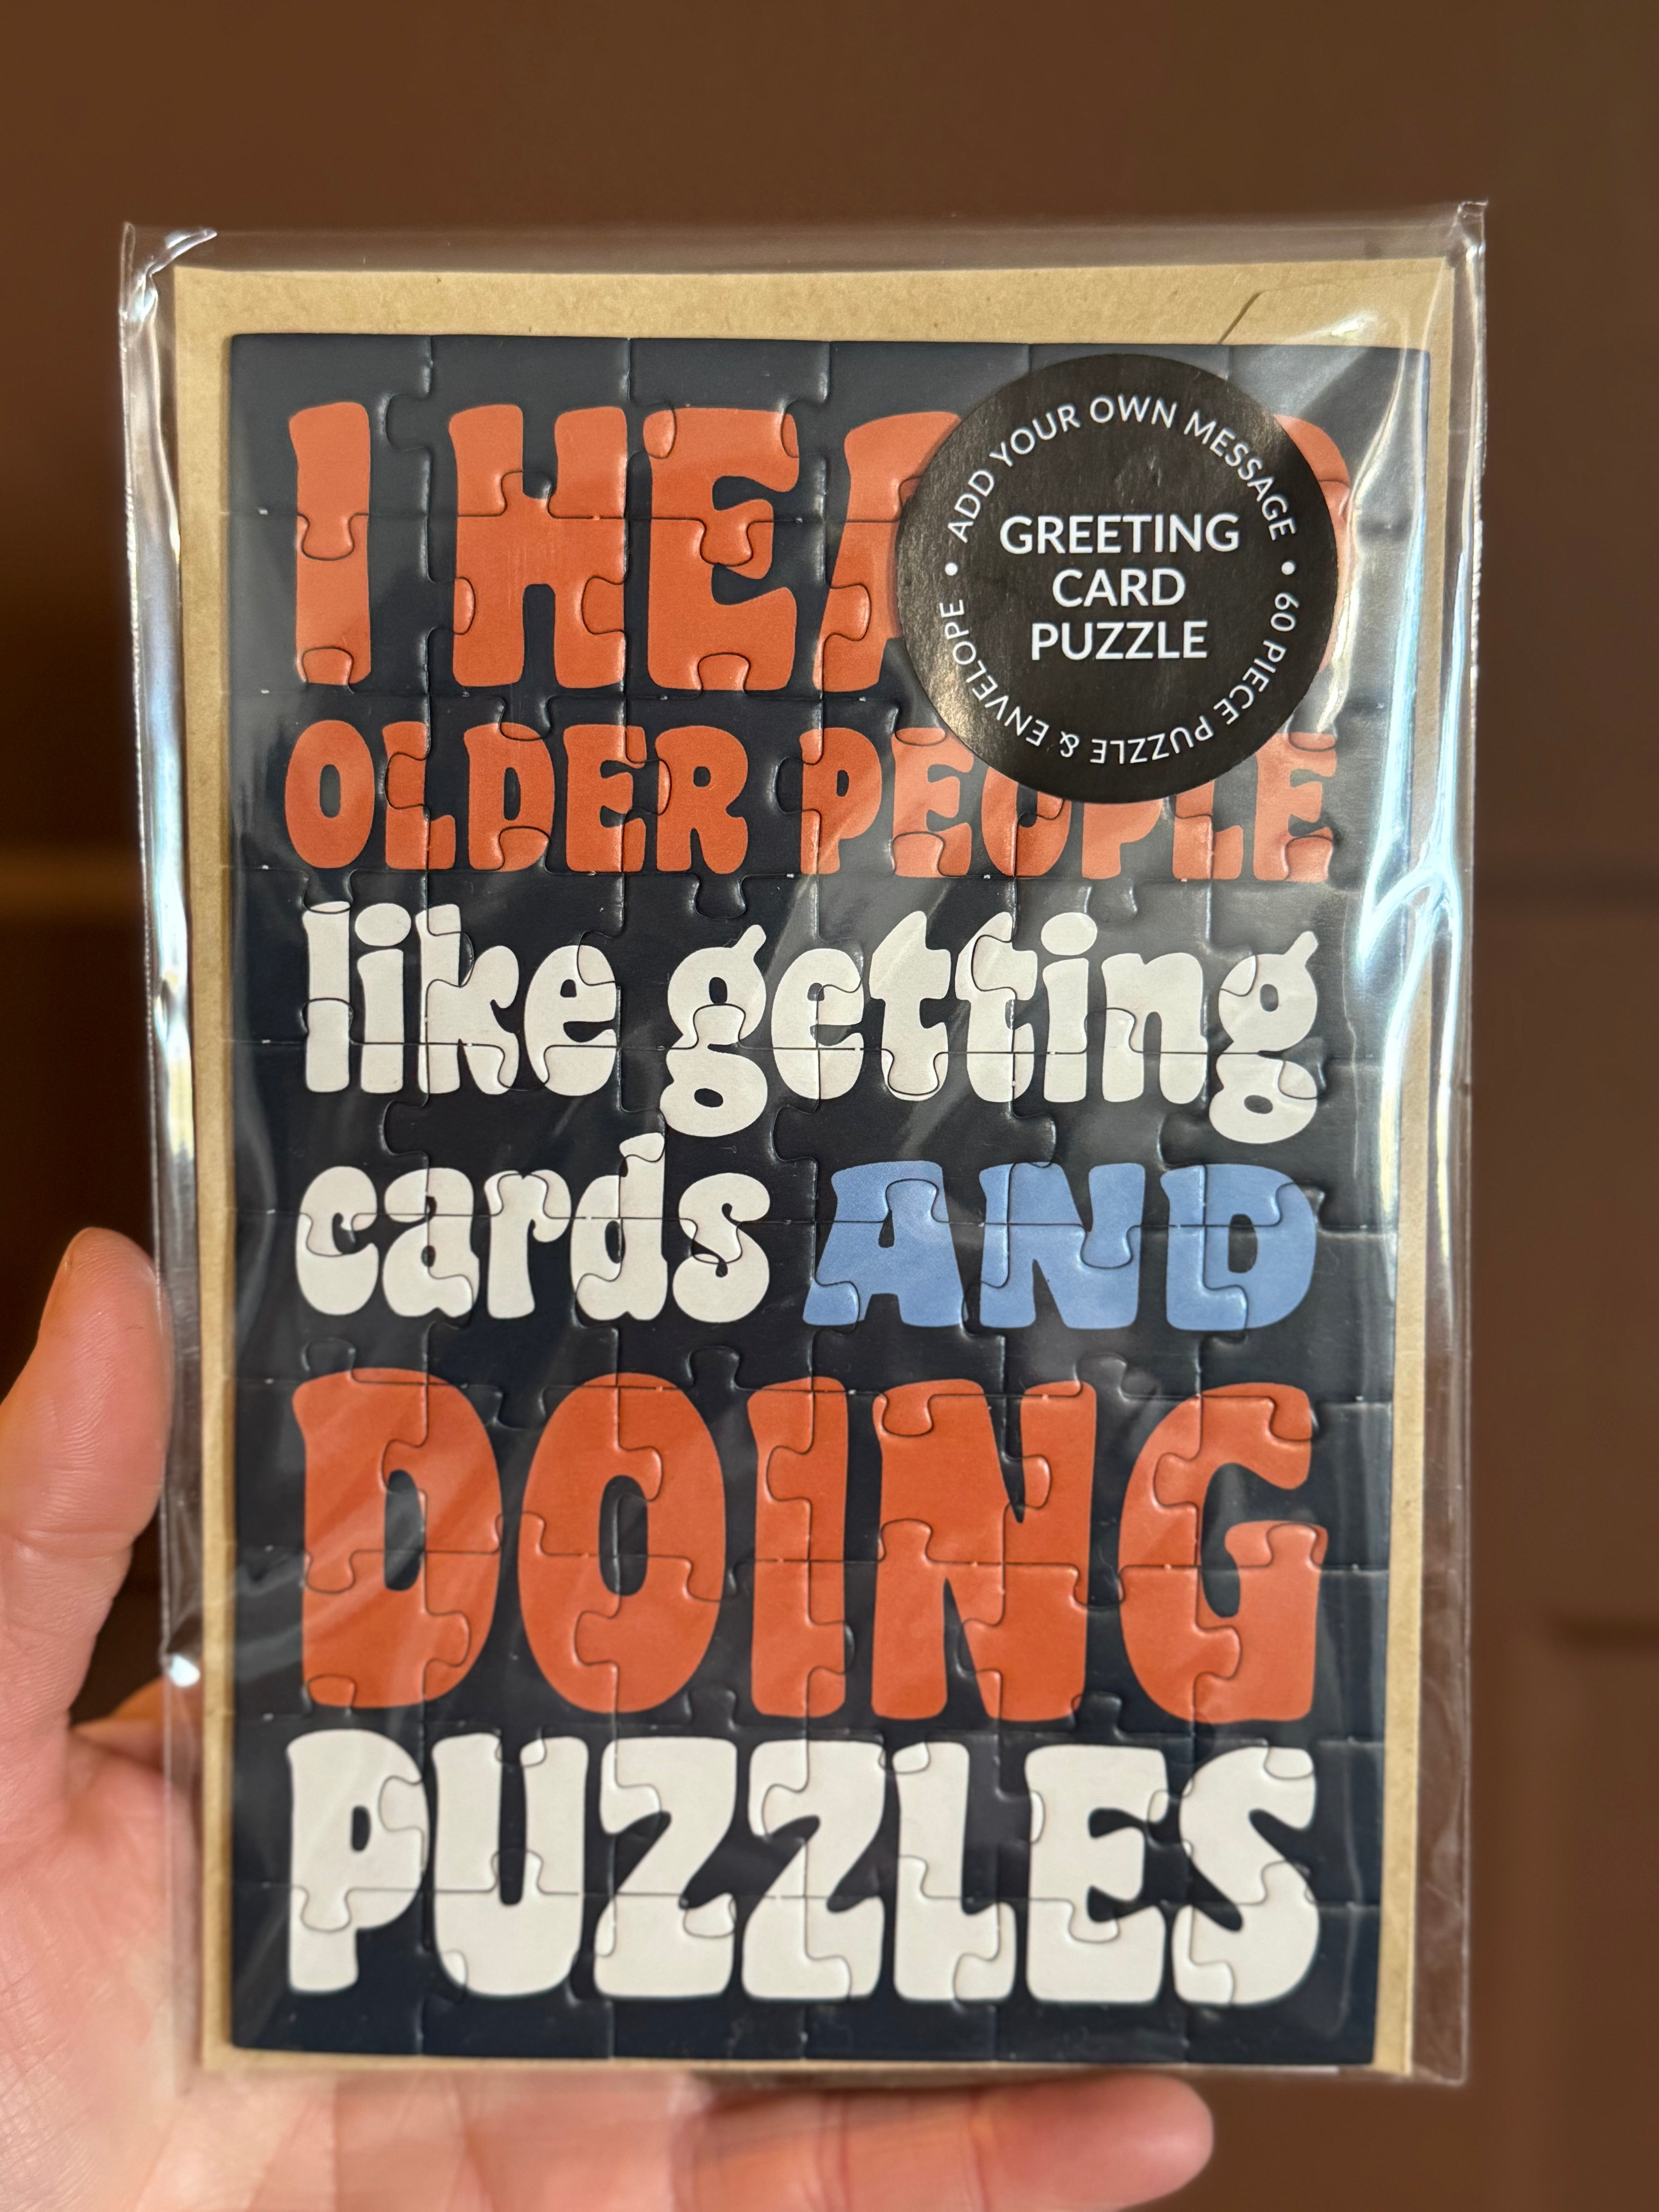 I
OLDER PEOPLE
like getting
cards AND
DOING
PUZZLES
ADD YOUR OWN MESSAGE • 60 PIECE PUZZLE & ENVELOPE •
GREETING
CARD
PUZZLE